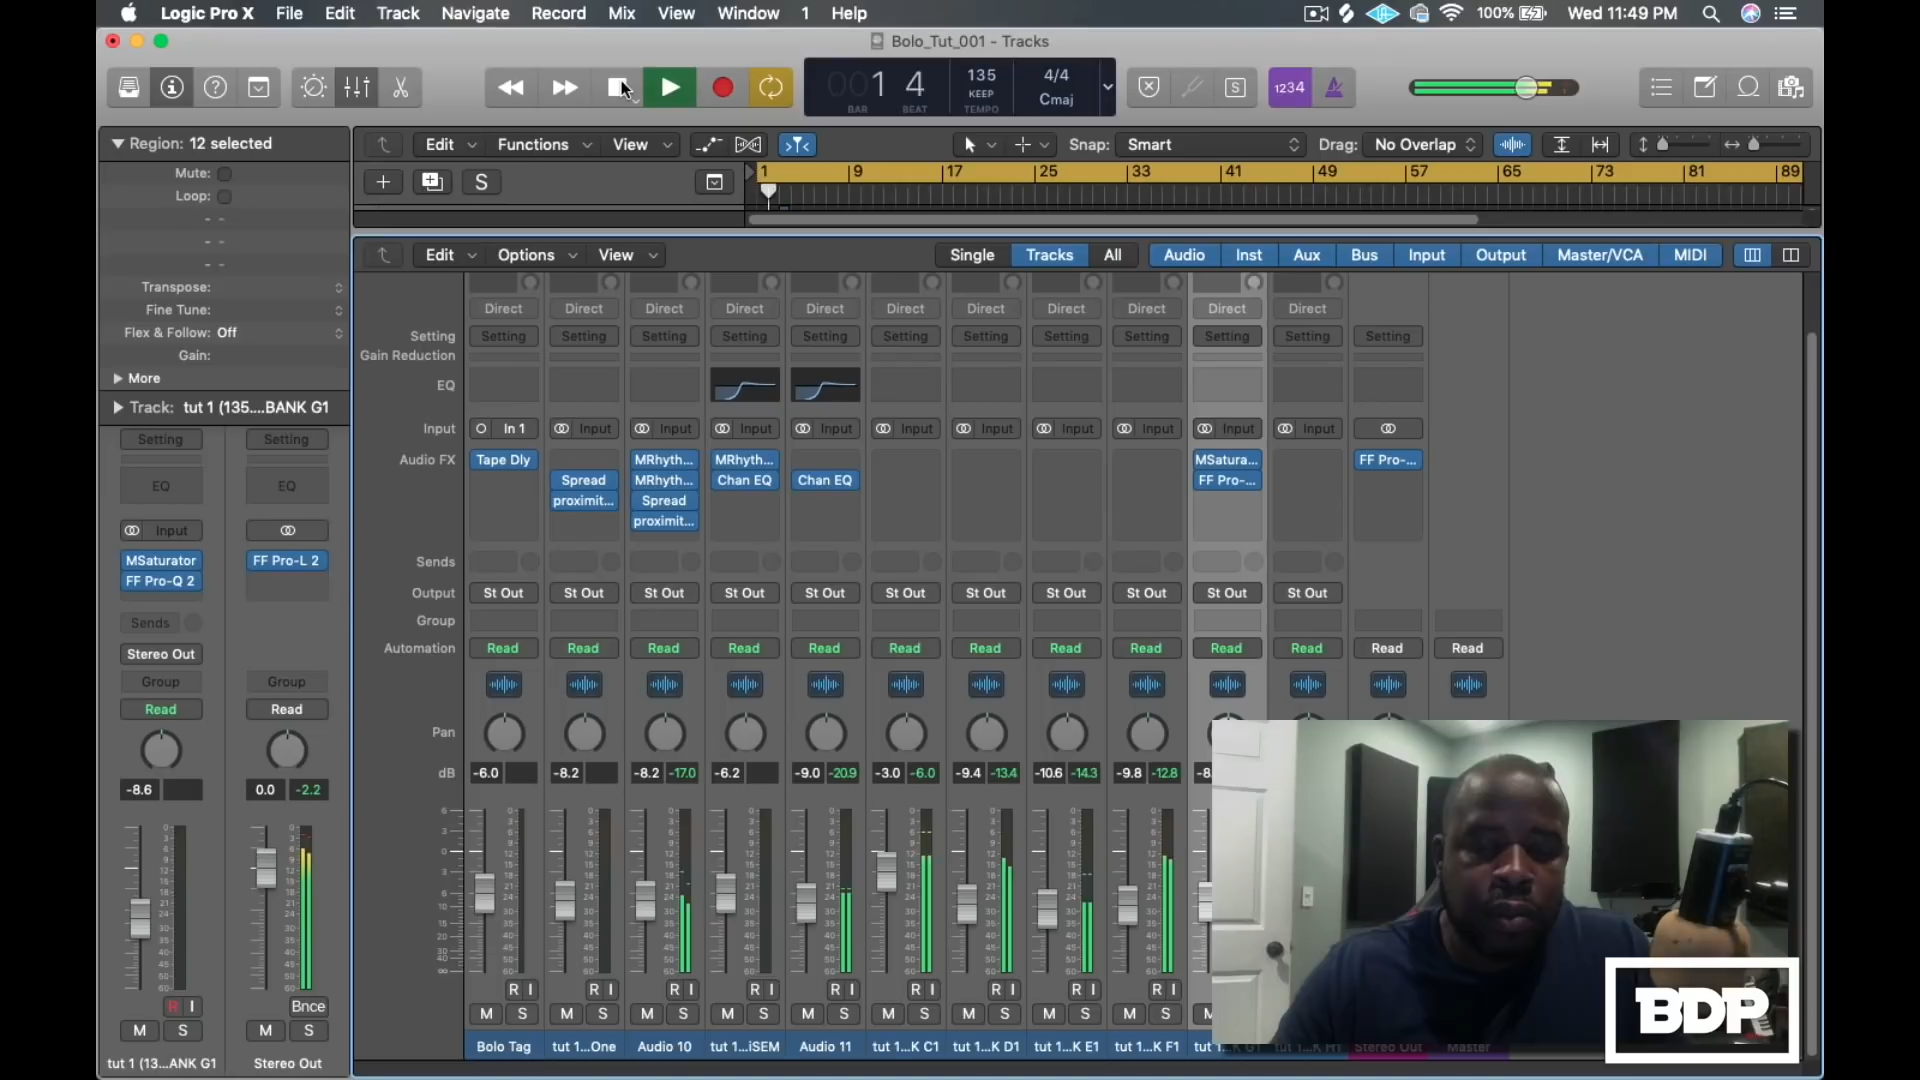 Logic Pro X File Edit Track Navigate Record Mix View Window 1 Help 100% Wed 11:49 PM
Bolo_Tut_001 - Tracks
001 4 135 4/4 1234
KEEP Cmaj
BAR BEAT TEMPO
Region: 12 selected
Edit Functions View Snap: Smart Drag: No Overlap
Mute:
Loop:
S 1 9 17 25 33 41 49 57 65 73 81 89
Edit Options View Single Tracks All Audio Inst Aux Bus Input Output Master/VCA MIDI
Transpose:
Fine Tune:
Flex & Follow: Off
Gain:
More
Track: tut 1 (135....BANK G1
Direct Direct Direct Direct Direct Direct Direct Direct Direct Direct Direct
Setting Setting Setting Setting Setting Setting Setting Setting Setting Setting Setting Setting Setting
Gain Reduction
EQ
Input In 1 Input Input Input Input Input Input Input Input Input Input
Audio FX Tape Dly MRhyth... MRhyth... MSatura... FF Pro-...
Spread MRhyth... Chan EQ Chan EQ FF Pro-...
proximit... Spread
proximit...
Sends
Output St Out St Out St Out St Out St Out St Out St Out St Out St Out St Out St Out
Group
Automation Read Read Read Read Read Read Read Read Read Read Read Read Read
Pan
dB -6.0 -8.2 -8.2 -17.0 -6.2 -9.0 -20.9 -3.0 -6.0 -9.4 -13.4 -10.6 -14.3 -9.8 -12.8
R I R I R I R I R I R I R I R I R I
M S M S M S M S M S M S M S M S M S M
Bolo Tag tut 1...One Audio 10 tut 1...iSEM Audio 11 tut 1...K C1 tut 1...K D1 tut 1...K E1 tut 1...K F1 tut 1...K G1 tut 1...K H1 Stereo Out Master
Setting Setting
EQ EQ
Input
MSaturator FF Pro-L 2
FF Pro-Q 2
Sends
Stereo Out
Group Group
Read Read
-8.6 0.0 -2.2
R I Bnce
M S M S
tut 1 (13...ANK G1 Stereo Out
BDP